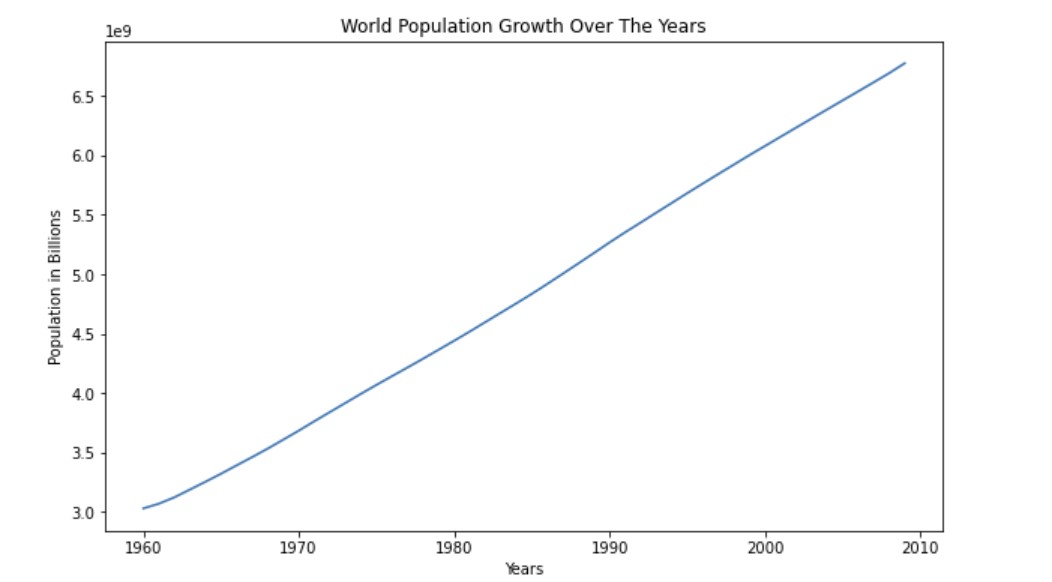 World Population Growth Over The Years
1e9
6.5
6.0
5.5
5.0
4.5
4.0
3.5
3.0
Population in Billions
1960 1970 1980 1990 2000 2010
Years